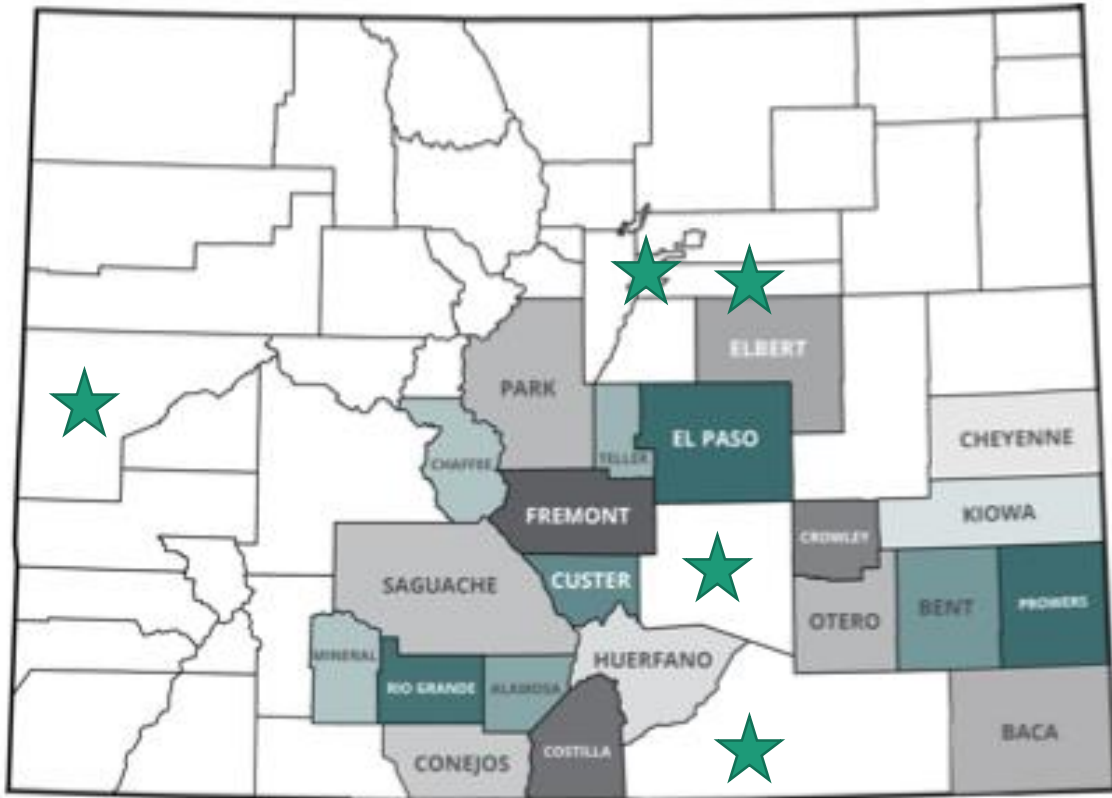 ELBERT
PARK
EL PASO
CHEYENNE
CHAFFEE
TELLER
FREMONT
KIOWA
CROWLEY
CUSTER
SAGUACHE
PROWERS
BENT
OTERO
MINERAL
HUERFANO
RIO GRANDE
ALAMOSA
BACA
COSTILLA
CONEJOS